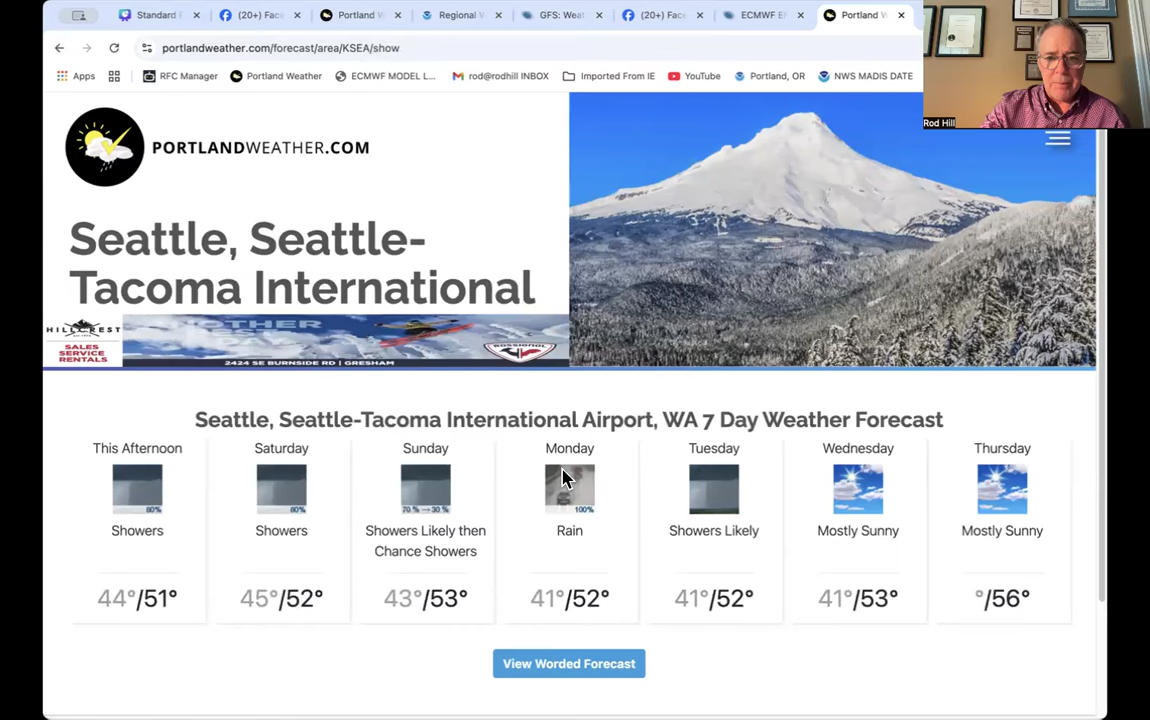 Standard
(20+) Face
Portland W
Regional
GFS: Weat
(20+) Face
ECMWF E
Portland W
portlandweather.com/forecast/area/KSEA/show
Apps
RFC Manager
Portland Weather
ECMWF MODEL L...
rod@rodhill INBOX
Imported From IE
YouTube
Portland, OR
NWS MADIS DATE
Rod Hill
PORTLANDWEATHER.COM
Seattle, Seattle-
Tacoma International
HILLCREST
SALES
SERVICE
RENTALS
2424 SE BURNSIDE RD | GRESHAM
ROSSIGNOL
Seattle, Seattle-Tacoma International Airport, WA 7 Day Weather Forecast
This Afternoon
80%
Showers
44°/51°
Saturday
80%
Showers
45°/52°
Sunday
70 % → 30 %
Showers Likely then
Chance Showers
43°/53°
Monday
100%
Rain
41°/52°
Tuesday
Showers Likely
41°/52°
Wednesday
Mostly Sunny
41°/53°
Thursday
Mostly Sunny
°/56°
View Worded Forecast